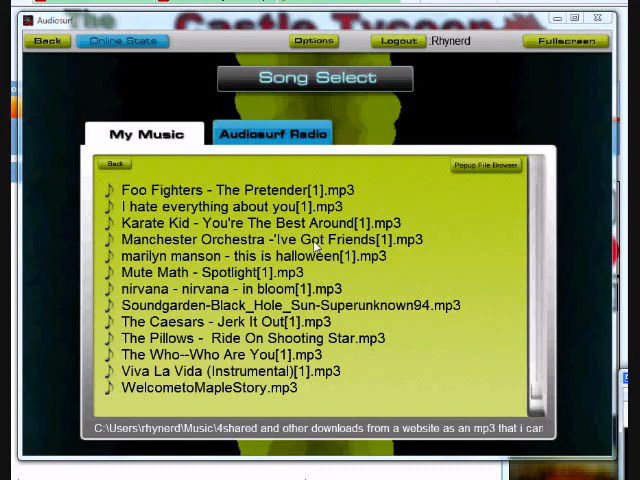 The Castle Tycoon
Audiosurf
Back
Online Stats
Options
Logout
:Rhynerd
Fullscreen
Song Select
My Music
Audiosurf Radio
Back
Popup File Browser
Foo Fighters - The Pretender[1].mp3
I hate everything about you[1].mp3
Karate Kid - You're The Best Around[1].mp3
Manchester Orchestra -'Ive Got Friends[1].mp3
marilyn manson - this is halloween[1].mp3
Mute Math - Spotlight[1].mp3
nirvana - nirvana - in bloom[1].mp3
Soundgarden-Black_Hole_Sun-Superunknown94.mp3
The Caesars - Jerk It Out[1].mp3
The Pillows - Ride On Shooting Star.mp3
The Who--Who Are You[1].mp3
Viva La Vida (Instrumental)[1].mp3
WelcometoMapleStory.mp3
C:\Users\rhynerd\Music\4shared and other downloads from a website as an mp3 that i can